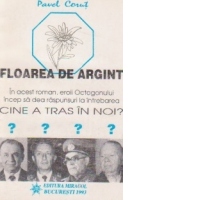 Pavel Coruț
FLOAREA DE ARGINT
În acest roman, eroii Octogonului
încep să dea răspunsuri la întrebarea
CINE A TRAS ÎN NOI?
? ? ? ?
EDITURA MIRACOL
BUCUREȘTI 1993